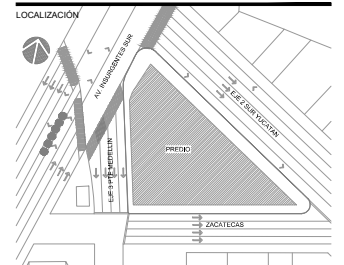 LOCALIZACIÓN
AV. INSURGENTES SUR
EJE 2 SUR YUCATAN
PREDIO
EJE 3 PTE MEDELLIN
ZACATECAS